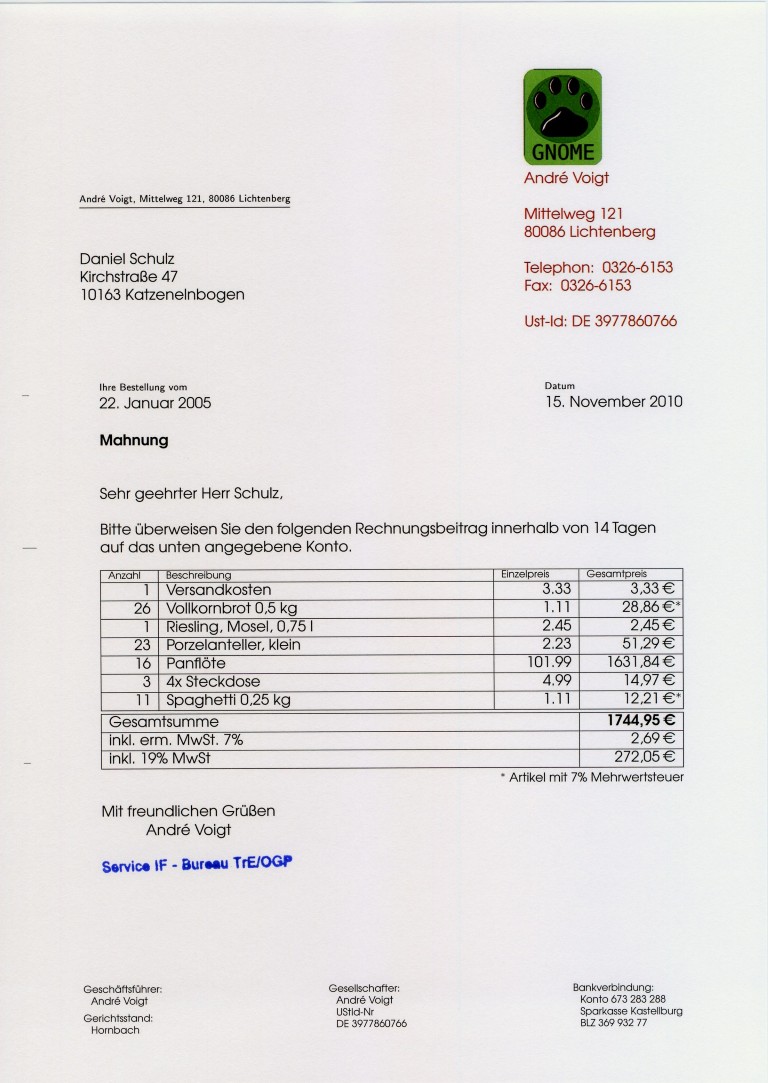 GNOME
André Voigt
André Voigt, Mittelweg 121, 80086 Lichtenberg
Mittelweg 121
80086 Lichtenberg
Daniel Schulz
Kirchstraße 47
10163 Katzenelnbogen
Telephon: 0326-6153
Fax: 0326-6153
Ust-Id: DE 3977860766
Ihre Bestellung vom
22. Januar 2005
Datum
15. November 2010
Mahnung
Sehr geehrter Herr Schulz,
Bitte überweisen Sie den folgenden Rechnungsbeitrag innerhalb von 14 Tagen
auf das unten angegebene Konto.
Anzahl Beschreibung Einzelpreis Gesamtpreis
1 Versandkosten 3.33 3,33 €
26 Vollkornbrot 0,5 kg 1.11 28,86 €*
1 Riesling, Mosel, 0,75 l 2.45 2,45 €
23 Porzelanteller, klein 2.23 51,29 €
16 Panflöte 101.99 1631,84 €
3 4x Steckdose 4.99 14,97 €
11 Spaghetti 0,25 kg 1.11 12,21 €*
Gesamtsumme 1744,95 €
inkl. erm. MwSt. 7% 2,69 €
inkl. 19% MwSt 272,05 €
* Artikel mit 7% Mehrwertsteuer
Mit freundlichen Grüßen
André Voigt
Service IF - Bureau TrE/OGP
Geschäftsführer:
André Voigt
Gerichtsstand:
Hornbach
Gesellschafter:
André Voigt
UStId-Nr
DE 3977860766
Bankverbindung:
Konto 673 283 288
Sparkasse Kastellburg
BLZ 369 932 77